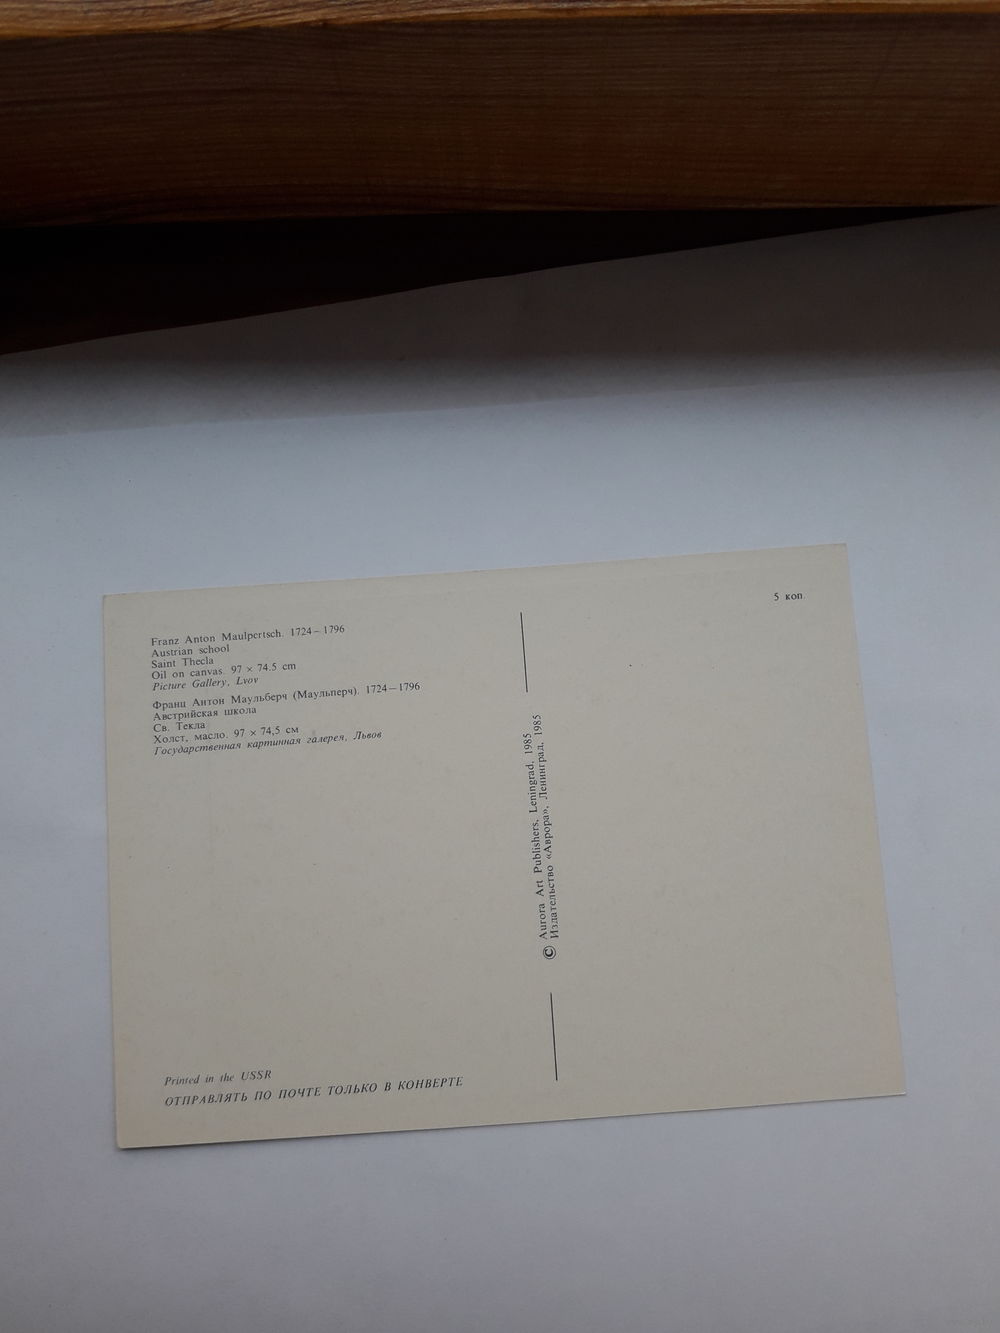 Franz Anton Maulpertsch. 1724–1796
Austrian school
Saint Thecla
Oil on canvas. 97 × 74.5 cm
Picture Gallery, Lvov
Франц Антон Маульберч (Маульперч). 1724–1796
Австрийская школа
Св. Текла
Холст, масло. 97 × 74,5 см
Государственная картинная галерея, Львов
5 коп.
© Aurora Art Publishers, Leningrad, 1985
Издательство «Аврора», Ленинград, 1985
Printed in the USSR
ОТПРАВЛЯТЬ ПО ПОЧТЕ ТОЛЬКО В КОНВЕРТЕ